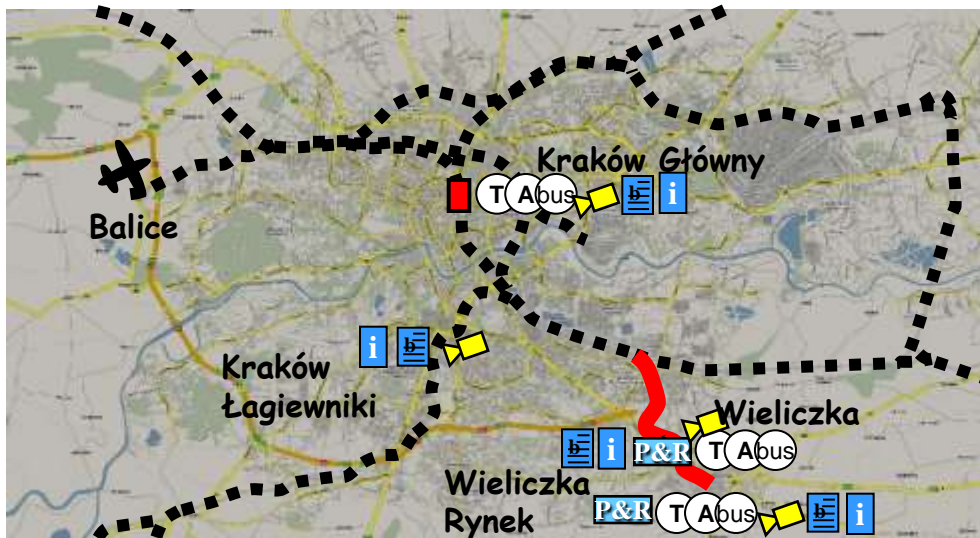 Kraków Główny
T A bus b i
Balice
i b
Kraków
Łagiewniki
Wieliczka
b i P&R T A bus
Wieliczka
Rynek
P&R T A bus b i